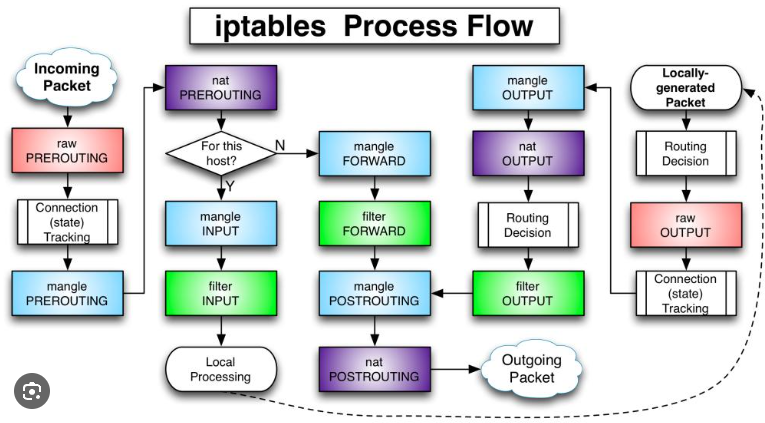 iptables Process Flow
Incoming
Packet
raw
PREROUTING
Connection
(state)
Tracking
mangle
PREROUTING
nat
PREROUTING
For this
host?
N
Y
mangle
INPUT
filter
INPUT
Local
Processing
mangle
FORWARD
filter
FORWARD
mangle
POSTROUTING
nat
POSTROUTING
mangle
OUTPUT
nat
OUTPUT
Routing
Decision
filter
OUTPUT
Outgoing
Packet
Locally-
generated
Packet
Routing
Decision
raw
OUTPUT
Connection
(state)
Tracking